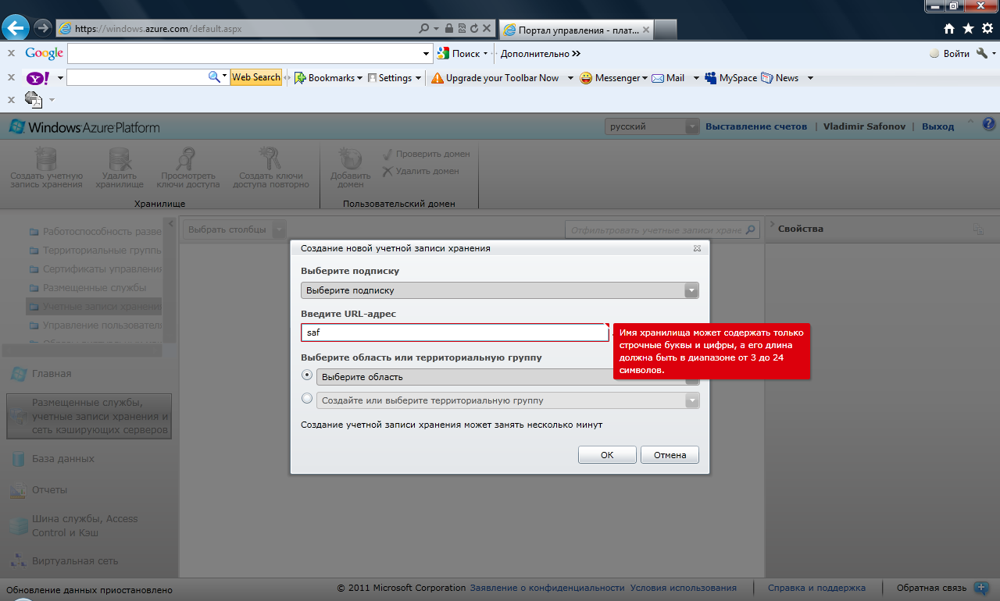 https://windows.azure.com/default.aspx
Портал управления - плат...
x Google Поиск Дополнительно Войти
x Y! Web Search Bookmarks Settings Upgrade your Toolbar Now Messenger Mail MySpace News
x
Windows Azure Platform русский Выставление счетов | Vladimir Safonov | Выход
Создать учетную запись хранения
Удалить хранилище
Просмотреть ключи доступа
Создать ключи доступа повторно
Хранилище
Добавить домен
Проверить домен
Удалить домен
Пользовательский домен
Работоспособность разве
Территориальные группы
Сертификаты управления
Размещенные службы
Учетные записи хранени
Управление пользовател
Выбрать столбцы
Отфильтровать учетные записи хране
Свойства
Создание новой учетной записи хранения
Выберите подписку
Выберите подписку
Введите URL-адрес
saf
Имя хранилища может содержать только
строчные буквы и цифры, а его длина
должна быть в диапазоне от 3 до 24
символов.
Выберите область или территориальную группу
Выберите область
Создайте или выберите территориальную группу
Создание учетной записи хранения может занять несколько минут
ОК Отмена
Главная
Размещенные службы,
учетные записи хранения и
сеть кэширующих серверов
База данных
Отчеты
Шина службы, Access
Control и Кэш
Виртуальная сеть
Обновление данных приостановлено
© 2011 Microsoft Corporation Заявление о конфиденциальности Условия использования Справка и поддержка Обратная связь